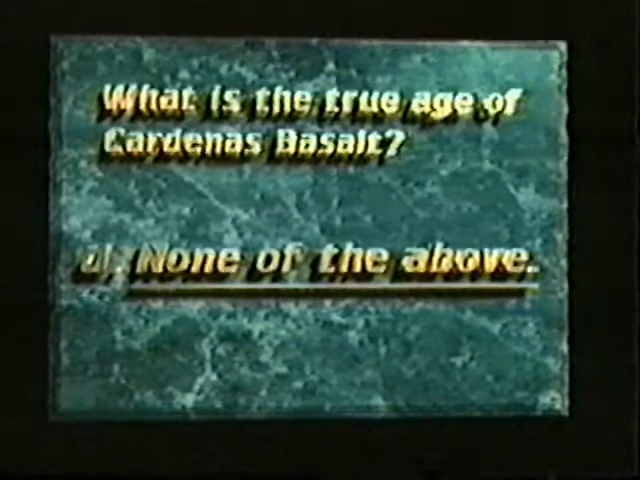 What is the true age of
Cardenas Basalt?
d. None of the above.